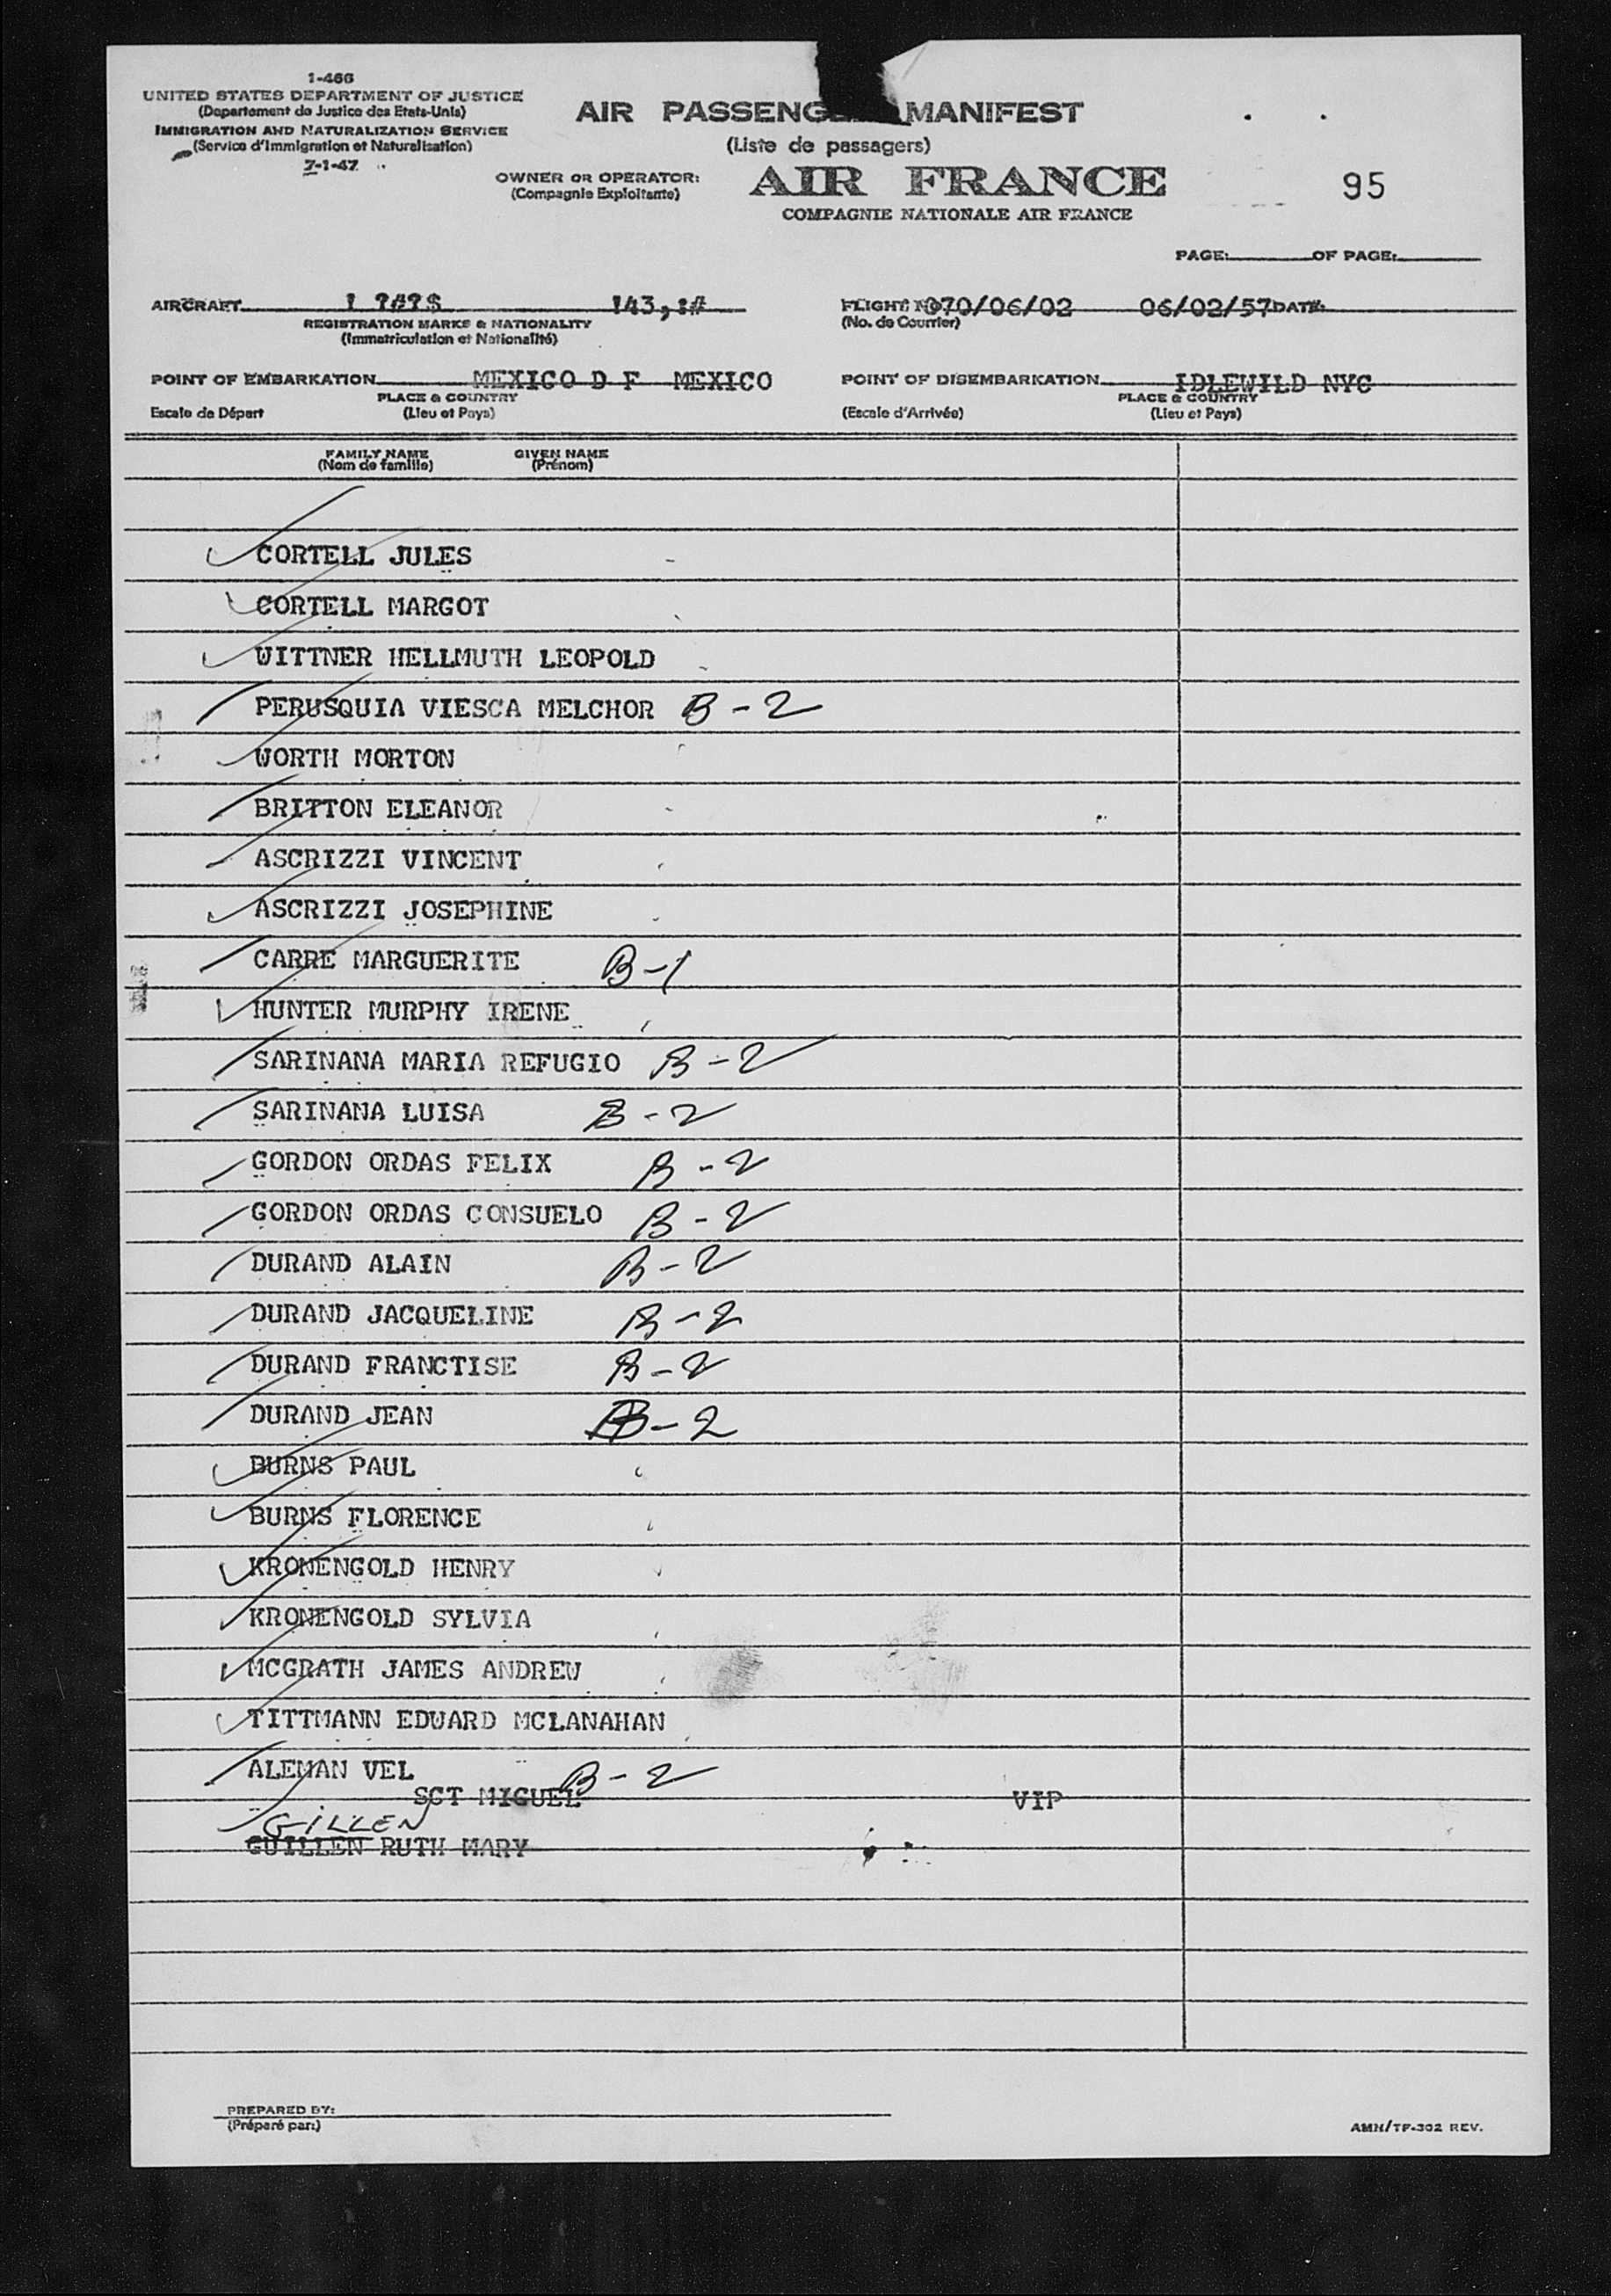 1-466
UNITED STATES DEPARTMENT OF JUSTICE
(Departement de Justice des Etats-Unis)
IMMIGRATION AND NATURALIZATION SERVICE
(Service d'Immigration et Naturalisation)
7-1-47
AIR PASSENG MANIFEST
(Liste de passagers)
OWNER OR OPERATOR: AIR FRANCE
(Compagnie Exploitante)
COMPAGNIE NATIONALE AIR FRANCE
95
PAGE: OF PAGE:
AIRCRAFT ! ?#?$ !43,:# FLIGHT No 070/06/02 06/02/57 DATE:
REGISTRATION MARKS & NATIONALITY (No. de Courrier)
(Immatriculation et Nationalité)
POINT OF EMBARKATION MEXICO D F MEXICO POINT OF DISEMBARKATION IDLEWILD NYC
PLACE & COUNTRY PLACE & COUNTRY
Escale de Départ (Lieu et Pays) (Escale d'Arrivée) (Lieu et Pays)
FAMILY NAME GIVEN NAME
(Nom de famille) (Prénom)
CORTELL JULES
CORTELL MARGOT
WITTNER HELLMUTH LEOPOLD
PERUSQUIA VIESCA MELCHOR B-2
WORTH MORTON
BRITTON ELEANOR
ASCRIZZI VINCENT
ASCRIZZI JOSEPHINE
CARRE MARGUERITE B-1
HUNTER MURPHY IRENE
SARINANA MARIA REFUGIO B-2
SARINANA LUISA B-2
GORDON ORDAS FELIX B-2
GORDON ORDAS CONSUELO B-2
DURAND ALAIN B-2
DURAND JACQUELINE B-2
DURAND FRANCTISE B-2
DURAND JEAN B-2
BURNS PAUL
BURNS FLORENCE
KRONENGOLD HENRY
KRONENGOLD SYLVIA
MCGRATH JAMES ANDREW
TITTMANN EDWARD MCLANAHAN
ALEMAN VEL B-2
SCT MIGUEL VIP
GILLEN
GUILLEN RUTH MARY
PREPARED BY:
(Préparé par:)
AMN/TF-302 REV.